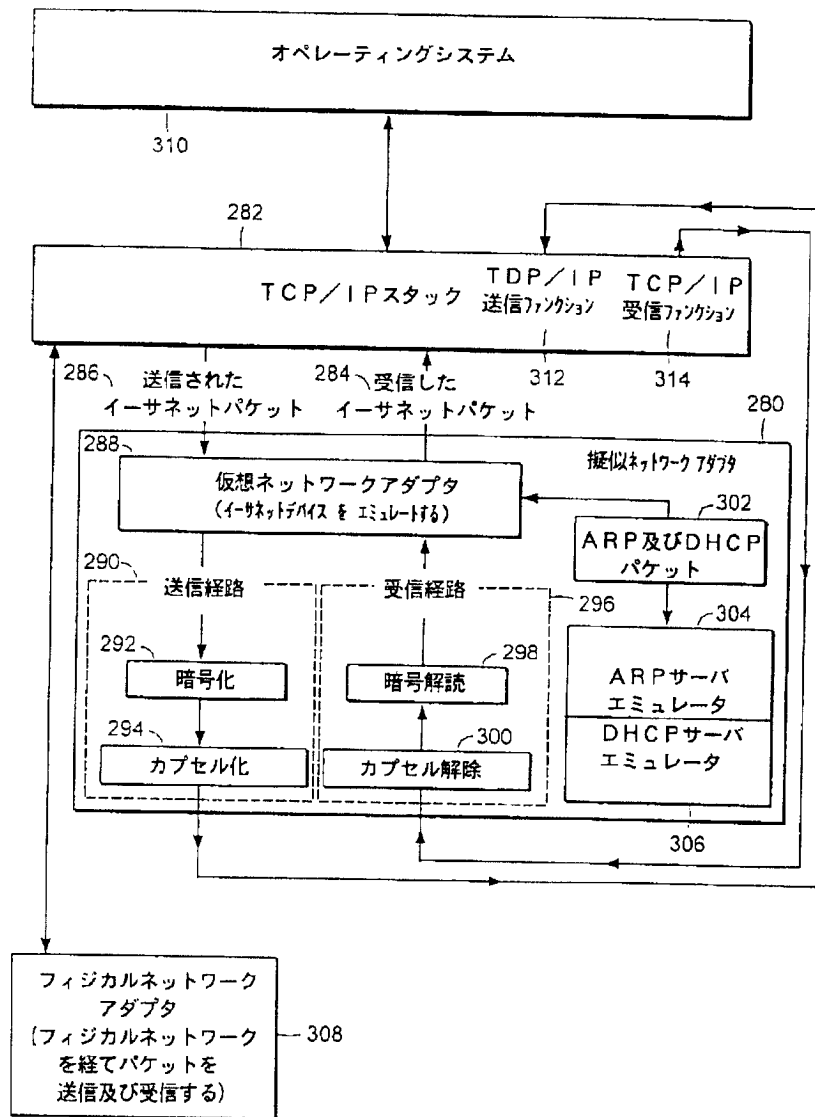 オペレーティングシステム
310
282
TCP/IPスタック
TDP/IP
送信ファンクション
TCP/IP
受信ファンクション
312
314
286
送信された
イーサネットパケット
284
受信した
イーサネットパケット
280
擬似ネットワークアダプタ
288
仮想ネットワークアダプタ
(イーサネットデバイスをエミュレートする)
302
ARP及びDHCP
パケット
290
送信経路
受信経路
296
304
ARPサーバ
エミュレータ
DHCPサーバ
エミュレータ
306
292
暗号化
298
暗号解読
294
カプセル化
300
カプセル解除
フィジカルネットワーク
アダプタ
(フィジカルネットワーク
を経てパケットを
送信及び受信する)
308